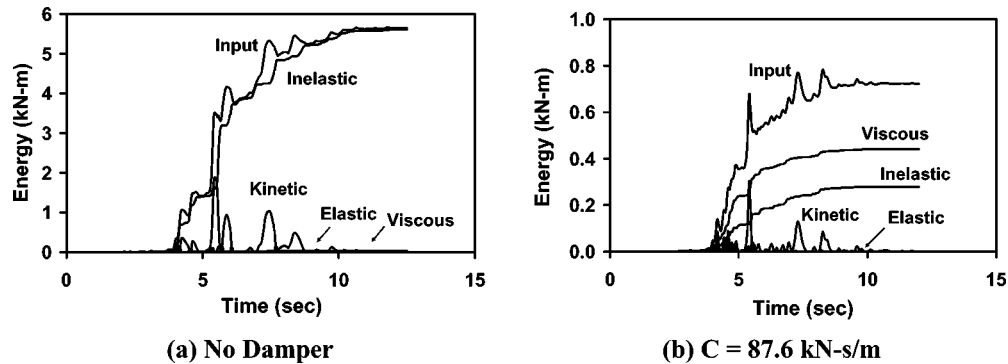 6
5
4
3
2
1
0
Energy (kN-m)
Input
Inelastic
Kinetic
Elastic
Viscous
0 5 10 15
Time (sec)
(a) No Damper
1.0
0.8
0.6
0.4
0.2
0.0
Energy (kN-m)
Input
Viscous
Inelastic
Kinetic
Elastic
0 5 10 15
Time (sec)
(b) C = 87.6 kN-s/m